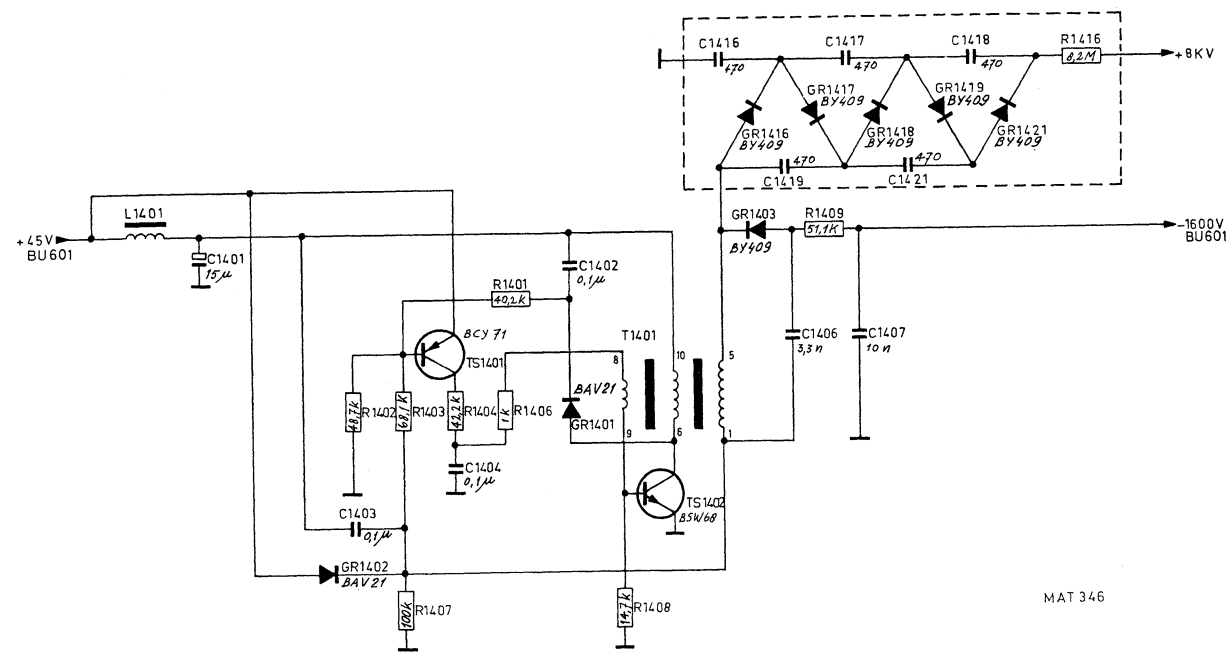 C1416
470
C1417
470
C1418
470
R1416
8,2M
+8KV
GR1416
BY409
GR1417
BY409
GR1418
BY409
GR1419
BY409
GR1421
BY409
470
C1419
470
C1421
L1401
+45V
BU601
C1401
15µ
GR1403
BY409
R1409
51,1K
-1600V
BU601
C1402
0,1µ
R1401
40,2K
BCY 71
TS1401
T1401
8
10
5
C1406
3,3n
C1407
10n
48,7K
R1402
68,1K
R1403
42,2K
R1404
1K
R1406
BAV21
GR1401
9
6
1
C1404
0,1µ
TS1402
BSW68
C1403
0,1µ
GR1402
BAV21
100K
R1407
14,7K
R1408
MAT 346